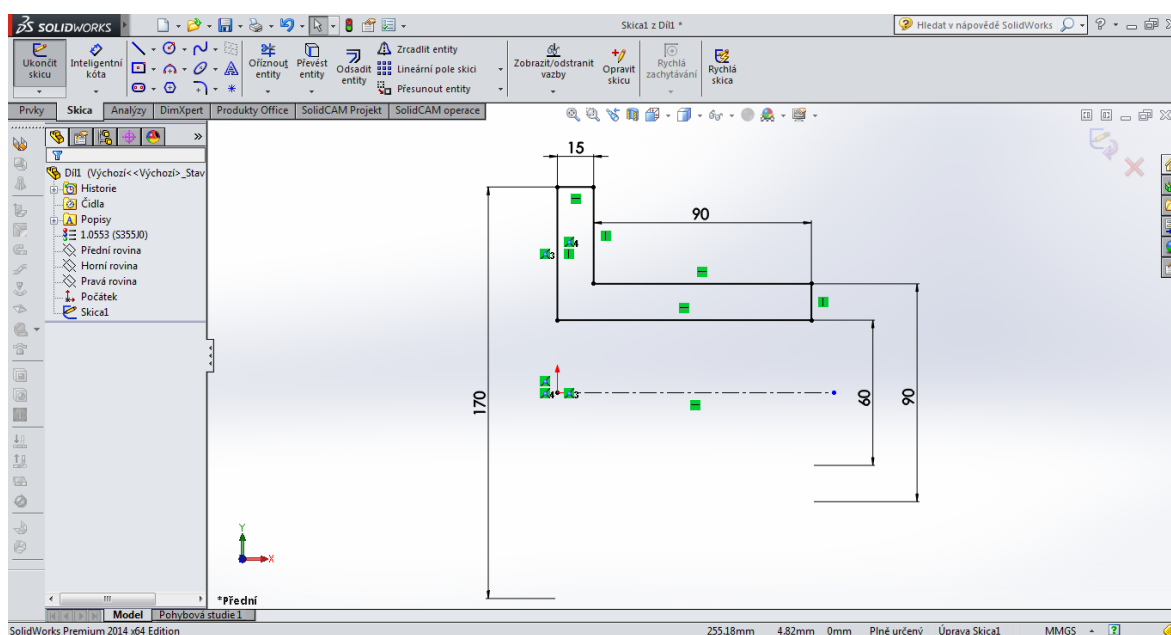 SOLIDWORKS
Skica1 z Díl1 *
Hledat v nápovědě SolidWorks
Ukončit skicu
Inteligentní kóta
Oříznout entity
Převést entity
Odsadit entity
Zrcadlit entity
Lineární pole skici
Přesunout entity
Zobrazit/odstranit vazby
Opravit skicu
Rychlá zachytávání
Rychlá skica
Prvky
Skica
Analýzy
DimXpert
Produkty Office
SolidCAM Projekt
SolidCAM operace
Díl1 (Výchozí<<Výchozí>_Stav
Historie
Čidla
Popisy
1.0553 (S355J0)
Přední rovina
Horní rovina
Pravá rovina
Počátek
Skica1
15
90
170
60
90
4
3
4
3
Y
X
*Přední
Model
Pohybová studie 1
SolidWorks Premium 2014 x64 Edition
255.18mm
4.82mm
0mm
Plně určený
Úprava Skica1
MMGS